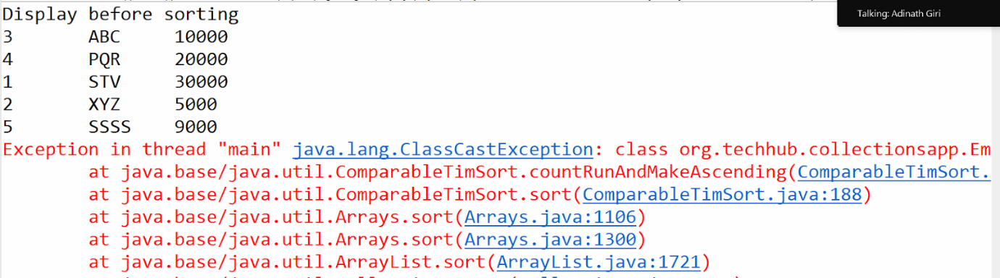 Display before sorting
Talking: Adinath Giri
3 ABC 10000
4 PQR 20000
1 STV 30000
2 XYZ 5000
5 SSSS 9000
Exception in thread "main" java.lang.ClassCastException: class org.techhub.collectionsapp.Em
at java.base/java.util.ComparableTimSort.countRunAndMakeAscending(ComparableTimSort.
at java.base/java.util.ComparableTimSort.sort(ComparableTimSort.java:188)
at java.base/java.util.Arrays.sort(Arrays.java:1106)
at java.base/java.util.Arrays.sort(Arrays.java:1300)
at java.base/java.util.ArrayList.sort(ArrayList.java:1721)